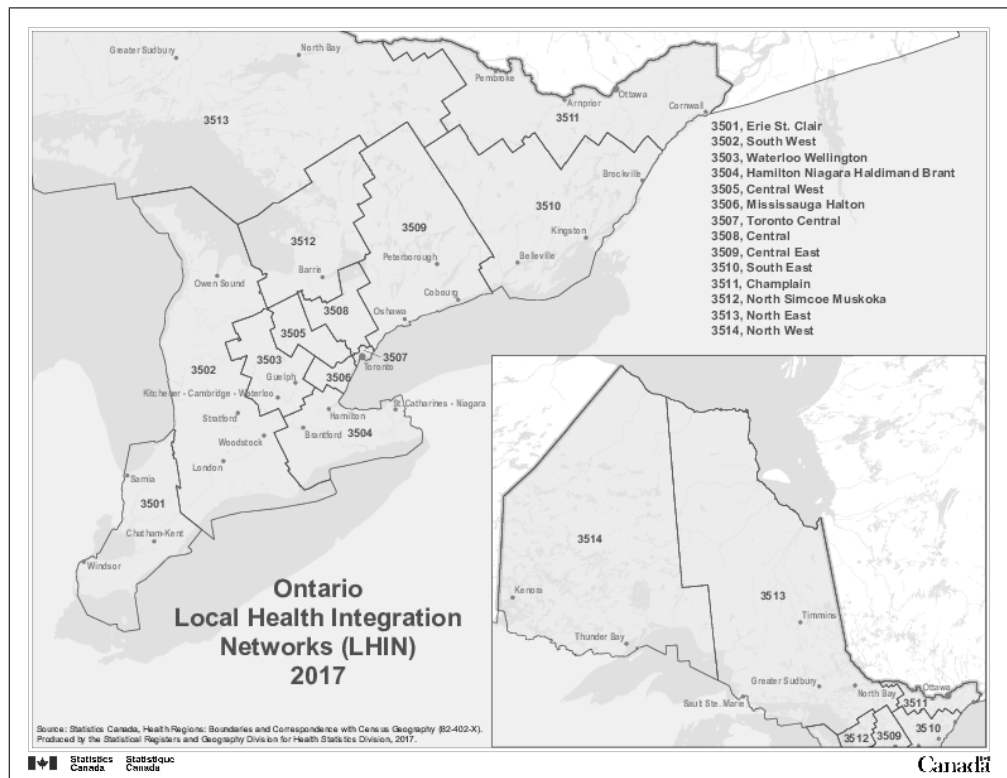 Greater Sudbury
North Bay
Pembroke
Arnprior
Ottawa
Cornwall
3513
3511
3501, Erie St. Clair
3502, South West
3503, Waterloo Wellington
3504, Hamilton Niagara Haldimand Brant
3505, Central West
3506, Mississauga Halton
3507, Toronto Central
3508, Central
3509, Central East
3510, South East
3511, Champlain
3512, North Simcoe Muskoka
3513, North East
3514, North West
Brockville
3510
3509
3512
Kingston
Peterborough
Belleville
Barrie
Owen Sound
Cobourg
3508
Oshawa
3505
3507
3503
Toronto
3502
3506
Guelph
Kitchener - Cambridge - Waterloo
St. Catharines - Niagara
Stratford
Hamilton
Brantford
3504
Woodstock
London
Sarnia
3501
Chatham-Kent
Windsor
3514
Kenora
3513
Timmins
Thunder Bay
Greater Sudbury
North Bay
Ottawa
Sault Ste. Marie
3511
3512
3509
3510
Ontario
Local Health Integration
Networks (LHIN)
2017
Source: Statistics Canada, Health Regions: Boundaries and Correspondence with Census Geography (82-402-X).
Produced by the Statistical Registers and Geography Division for Health Statistics Division, 2017.
Statistics Statistique
Canada Canada
Canada